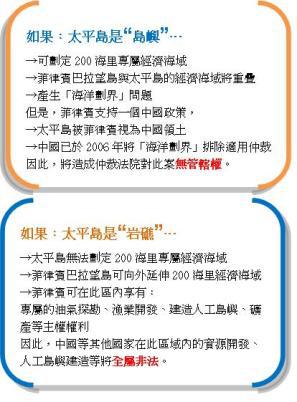 如果：太平島是“島嶼”…
→可劃定 200 海里專屬經濟海域
→菲律賓巴拉望島與太平島的經濟海域將重疊
→產生「海洋劃界」問題
但是，菲律賓支持一個中國政策，
→太平島被菲律賓視為中國領土
→中國已於 2006 年將「海洋劃界」排除適用仲裁
因此，將造成仲裁法院對此案無管轄權。
如果：太平島是“岩礁”…
→太平島無法劃定 200 海里專屬經濟海域
→菲律賓巴拉望島可向外延伸 200 海里經濟海域
→菲律賓可在此區內享有：
專屬的油氣探勘、漁業開發、建造人工島嶼、礦
產等主權權利
因此，中國等其他國家在此區域內的資源開發、
人工島嶼建造等將全屬非法。